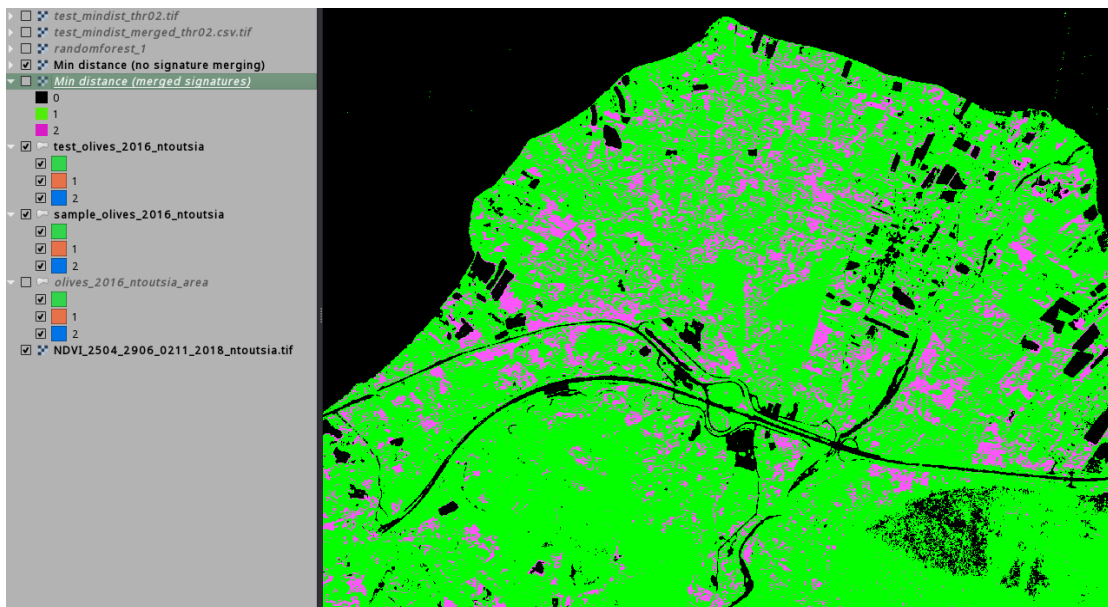 test_mindist_thr02.tif
test_mindist_merged_thr02.csv.tif
randomforest_1
Min distance (no signature merging)
Min distance (merged signatures)
0
1
2
test_olives_2016_ntoutsia
1
2
sample_olives_2016_ntoutsia
1
2
olives_2016_ntoutsia_area
1
2
NDVI_2504_2906_0211_2018_ntoutsia.tif